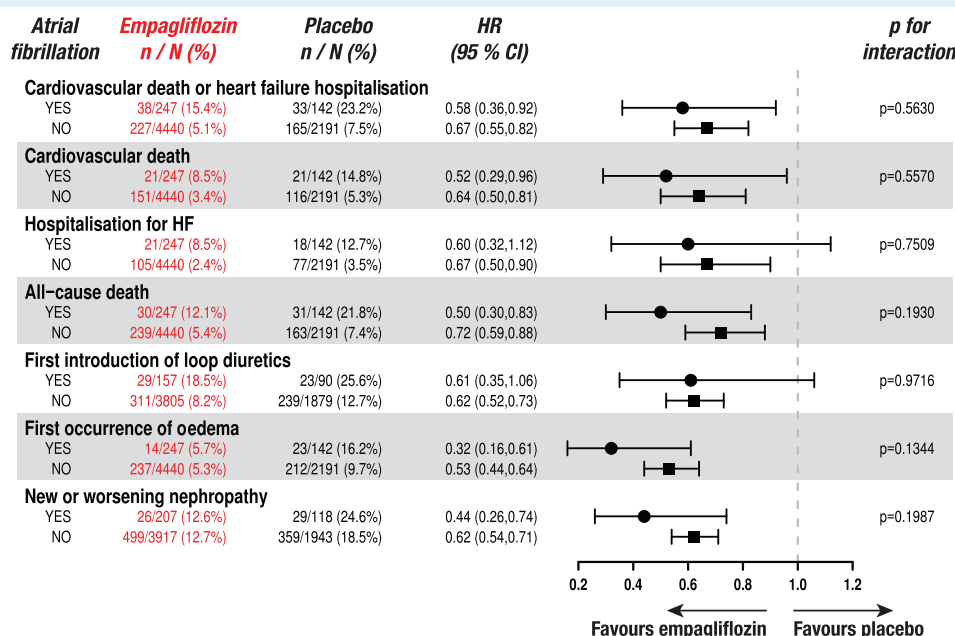 Atrial fibrillation Empagliflozin n / N (%) Placebo n / N (%) HR (95 % CI) p for interaction
Cardiovascular death or heart failure hospitalisation
YES 38/247 (15.4%) 33/142 (23.2%) 0.58 (0.36,0.92) p=0.5630
NO 227/4440 (5.1%) 165/2191 (7.5%) 0.67 (0.55,0.82)
Cardiovascular death
YES 21/247 (8.5%) 21/142 (14.8%) 0.52 (0.29,0.96) p=0.5570
NO 151/4440 (3.4%) 116/2191 (5.3%) 0.64 (0.50,0.81)
Hospitalisation for HF
YES 21/247 (8.5%) 18/142 (12.7%) 0.60 (0.32,1.12) p=0.7509
NO 105/4440 (2.4%) 77/2191 (3.5%) 0.67 (0.50,0.90)
All−cause death
YES 30/247 (12.1%) 31/142 (21.8%) 0.50 (0.30,0.83) p=0.1930
NO 239/4440 (5.4%) 163/2191 (7.4%) 0.72 (0.59,0.88)
First introduction of loop diuretics
YES 29/157 (18.5%) 23/90 (25.6%) 0.61 (0.35,1.06) p=0.9716
NO 311/3805 (8.2%) 239/1879 (12.7%) 0.62 (0.52,0.73)
First occurrence of oedema
YES 14/247 (5.7%) 23/142 (16.2%) 0.32 (0.16,0.61) p=0.1344
NO 237/4440 (5.3%) 212/2191 (9.7%) 0.53 (0.44,0.64)
New or worsening nephropathy
YES 26/207 (12.6%) 29/118 (24.6%) 0.44 (0.26,0.74) p=0.1987
NO 499/3917 (12.7%) 359/1943 (18.5%) 0.62 (0.54,0.71)
0.2 0.4 0.6 0.8 1.0 1.2
Favours empagliflozin Favours placebo